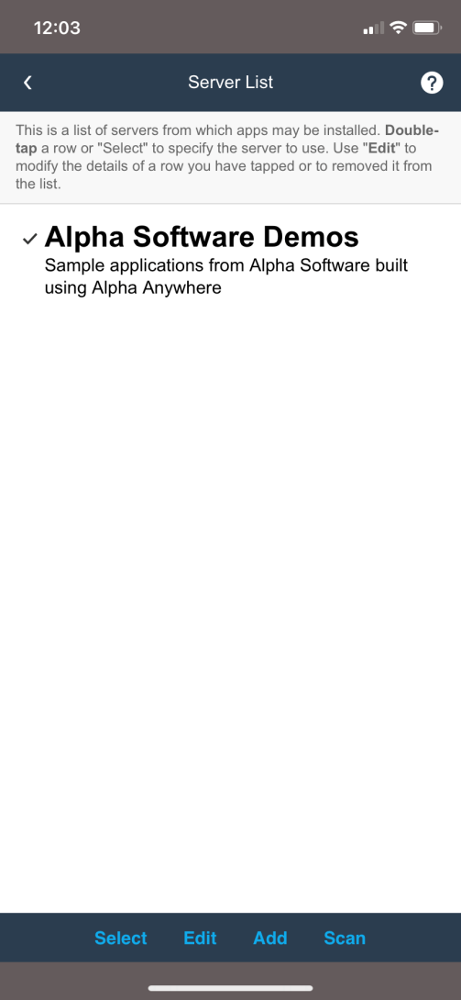 12:03
Server List
This is a list of servers from which apps may be installed. Double-
tap a row or "Select" to specify the server to use. Use "Edit" to
modify the details of a row you have tapped or to removed it from
the list.
Alpha Software Demos
Sample applications from Alpha Software built
using Alpha Anywhere
Select Edit Add Scan